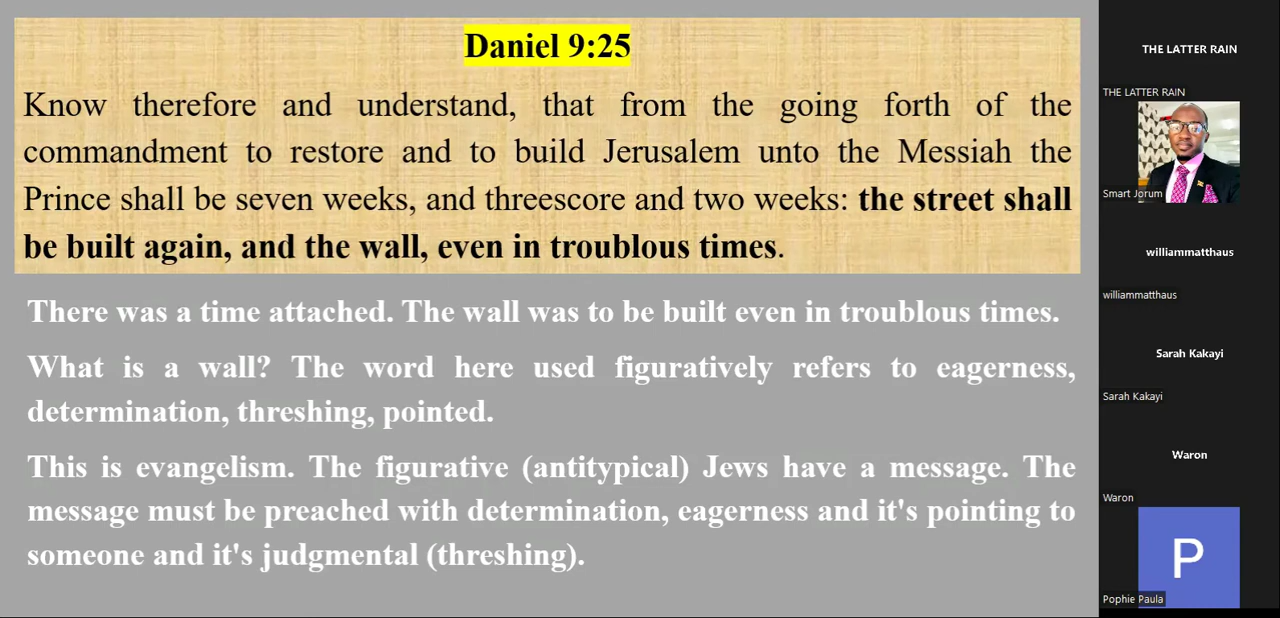 Daniel 9:25
Know therefore and understand, that from the going forth of the
commandment to restore and to build Jerusalem unto the Messiah the
Prince shall be seven weeks, and threescore and two weeks: the street shall
be built again, and the wall, even in troublous times.
There was a time attached. The wall was to be built even in troublous times.
What is a wall? The word here used figuratively refers to eagerness,
determination, threshing, pointed.
This is evangelism. The figurative (antitypical) Jews have a message. The
message must be preached with determination, eagerness and it's pointing to
someone and it's judgmental (threshing).
THE LATTER RAIN
THE LATTER RAIN
Smart Jorum
williammatthaus
williammatthaus
Sarah Kakayi
Sarah Kakayi
Waron
Waron
P
Pophie Paula